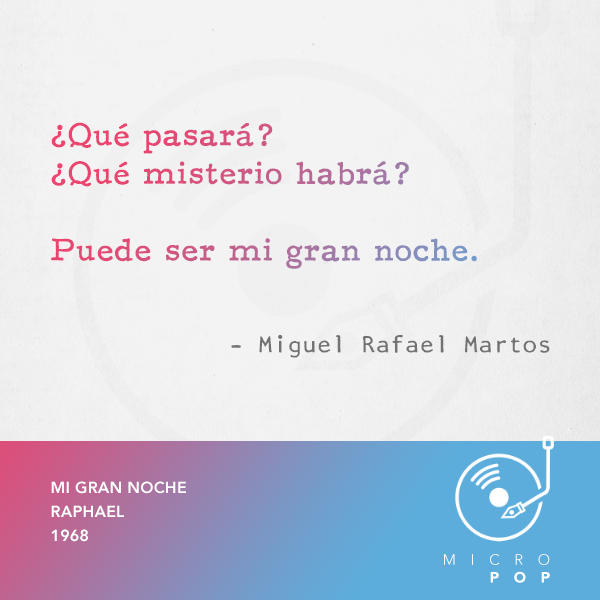 ¿Qué pasará?
¿Qué misterio habrá?
Puede ser mi gran noche.
– Miguel Rafael Martos
MI GRAN NOCHE
RAPHAEL
1968
MICRO
POP